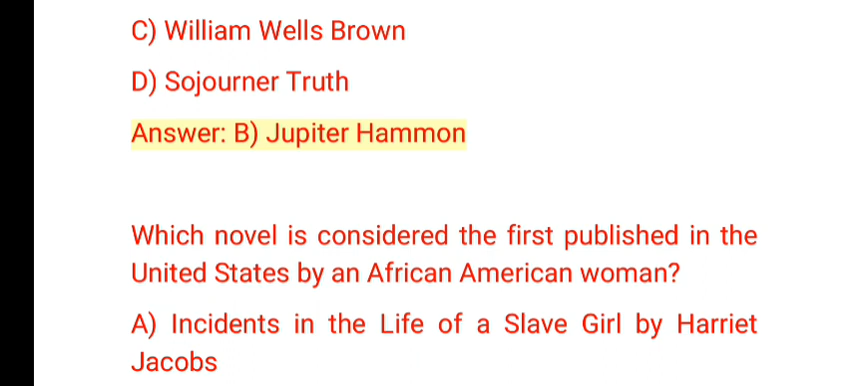 C) William Wells Brown
D) Sojourner Truth
Answer: B) Jupiter Hammon
Which novel is considered the first published in the
United States by an African American woman?
A) Incidents in the Life of a Slave Girl by Harriet
Jacobs